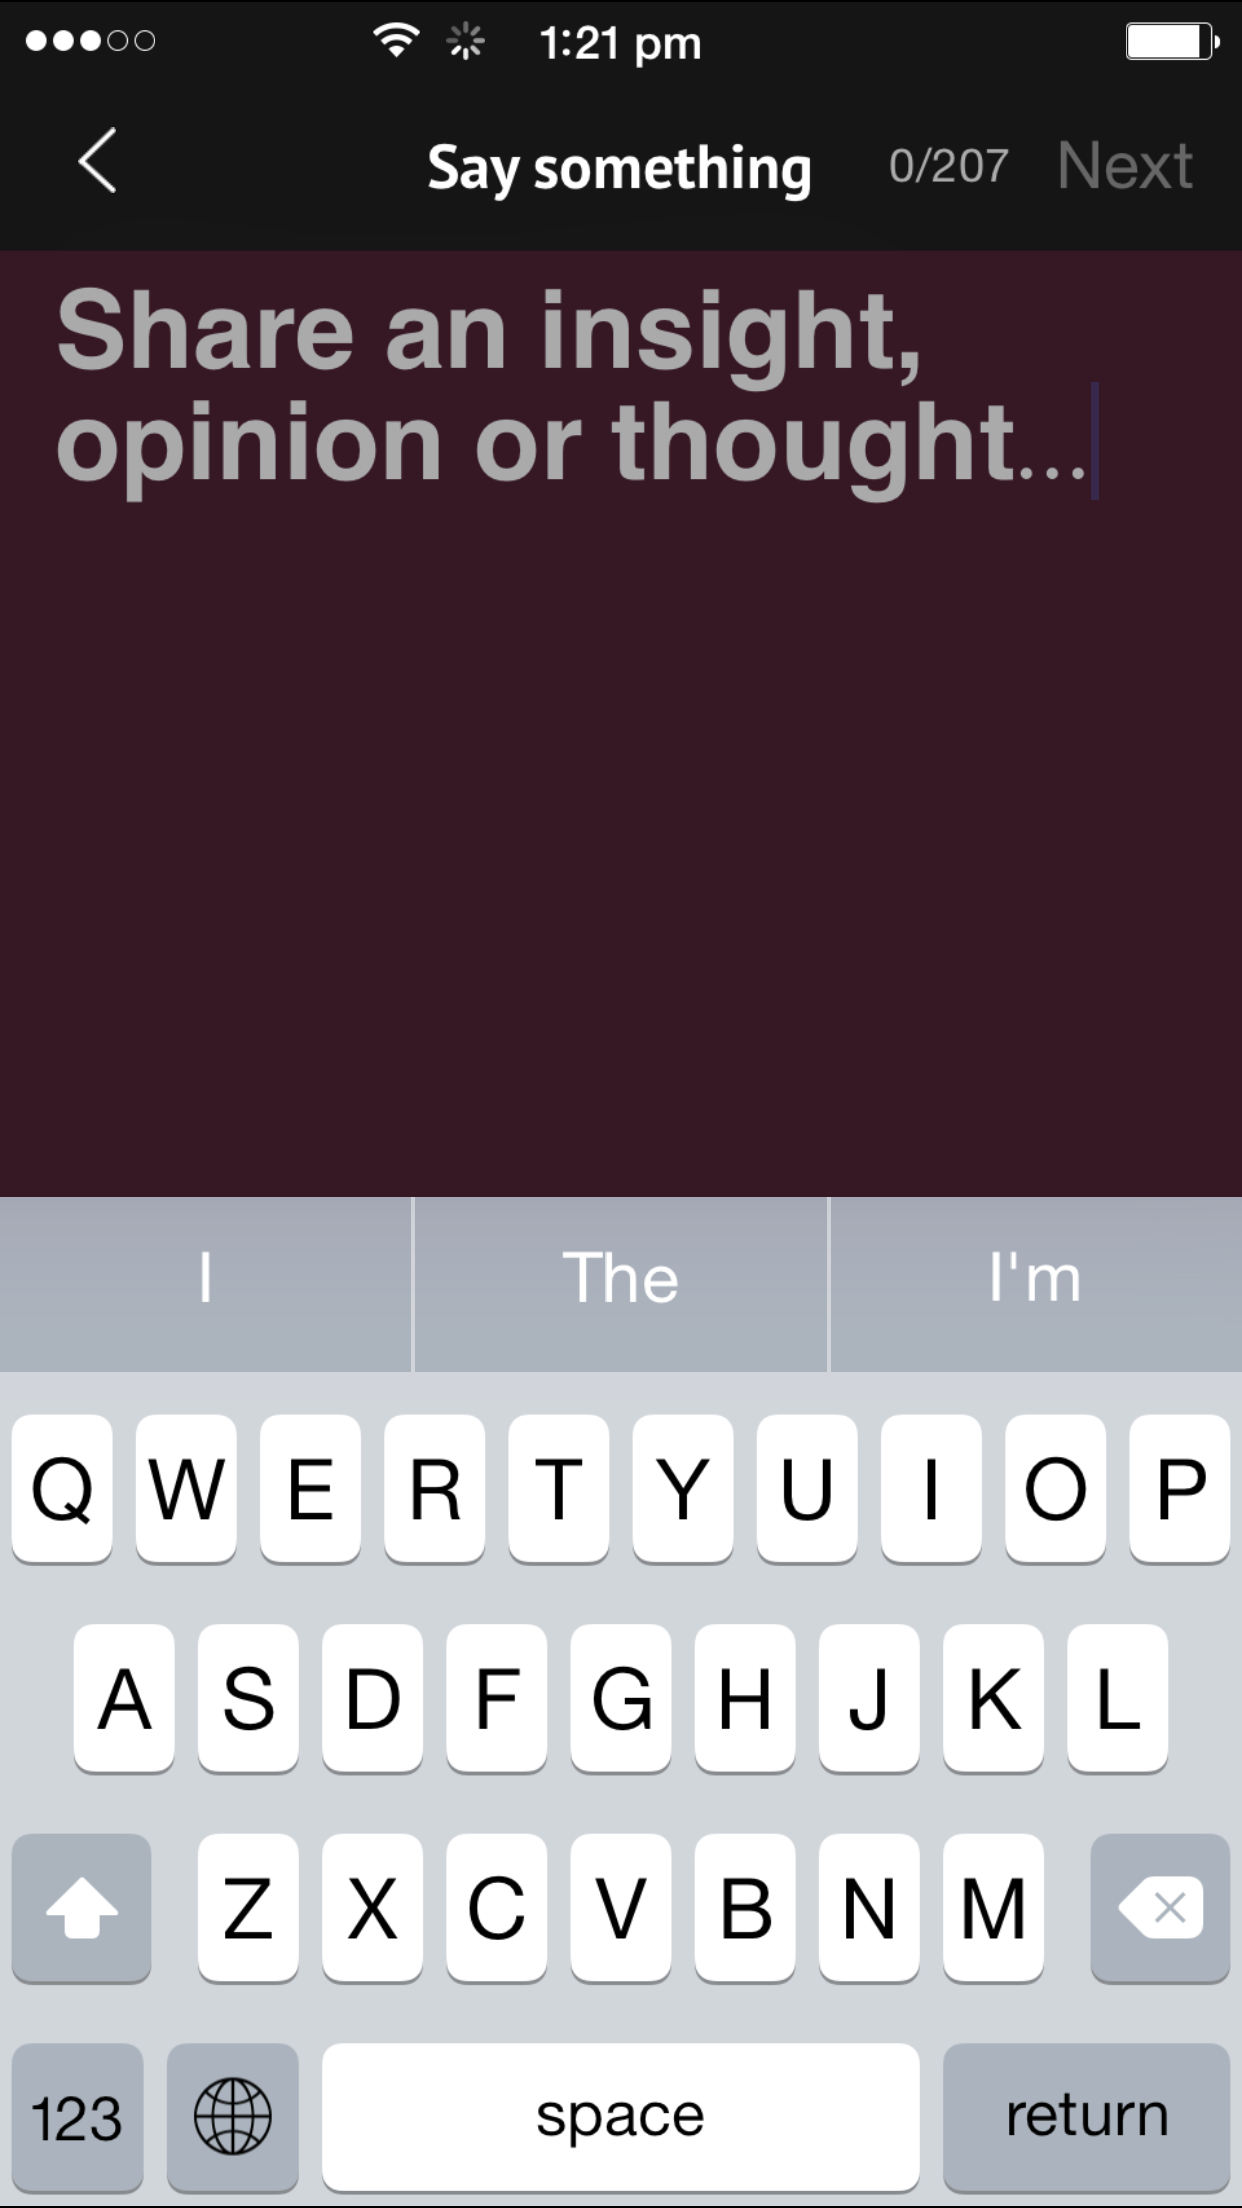 1:21 pm
Say something 0/207 Next
Share an insight,
opinion or thought...
I The I'm
Q W E R T Y U I O P
A S D F G H J K L
Z X C V B N M
123 space return